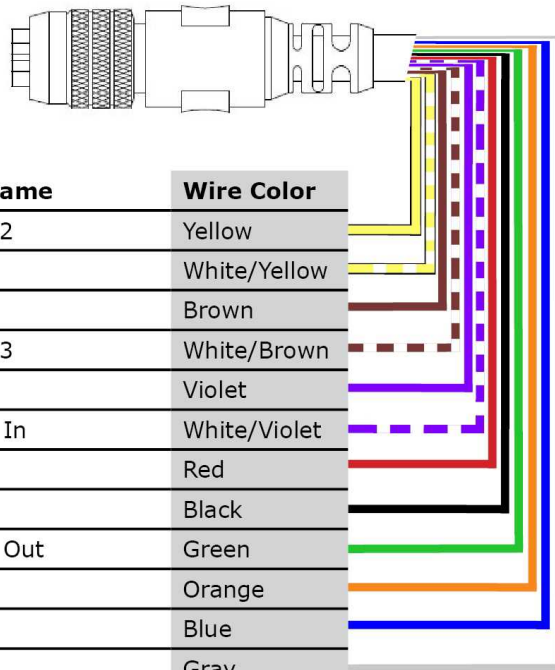 ame Wire Color
2 Yellow
White/Yellow
Brown
3 White/Brown
Violet
In White/Violet
Red
Black
Out Green
Orange
Blue
Gray